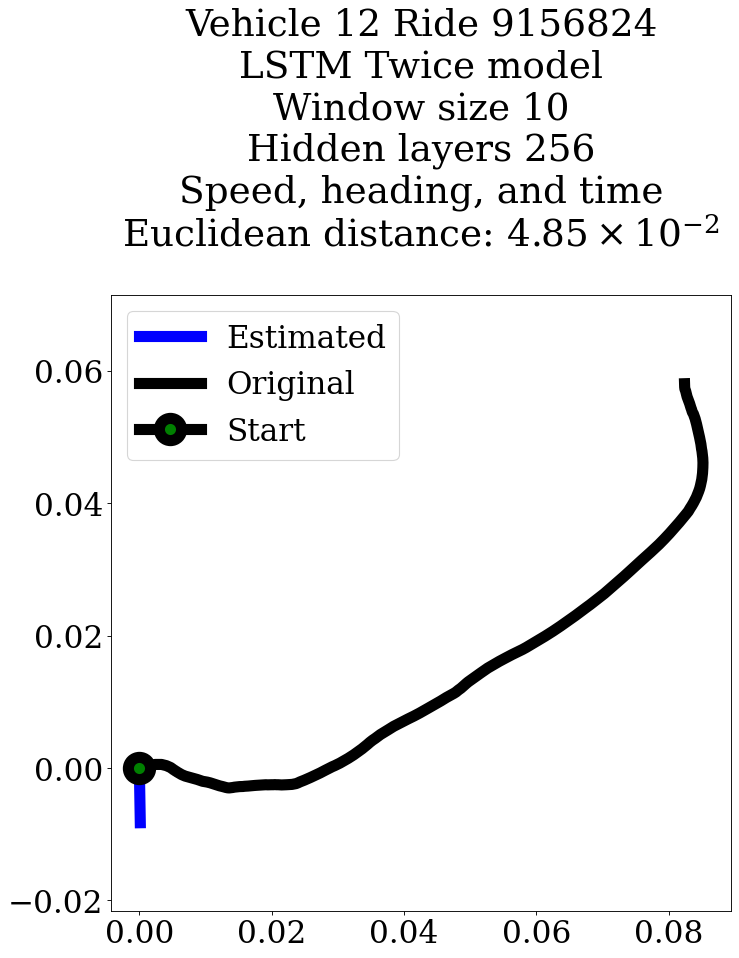 Vehicle 12 Ride 9156824
LSTM Twice model
Window size 10
Hidden layers 256
Speed, heading, and time
Euclidean distance: 4.85 × 10⁻²
Estimated
Original
Start
0.06
0.04
0.02
0.00
−0.02
0.00 0.02 0.04 0.06 0.08